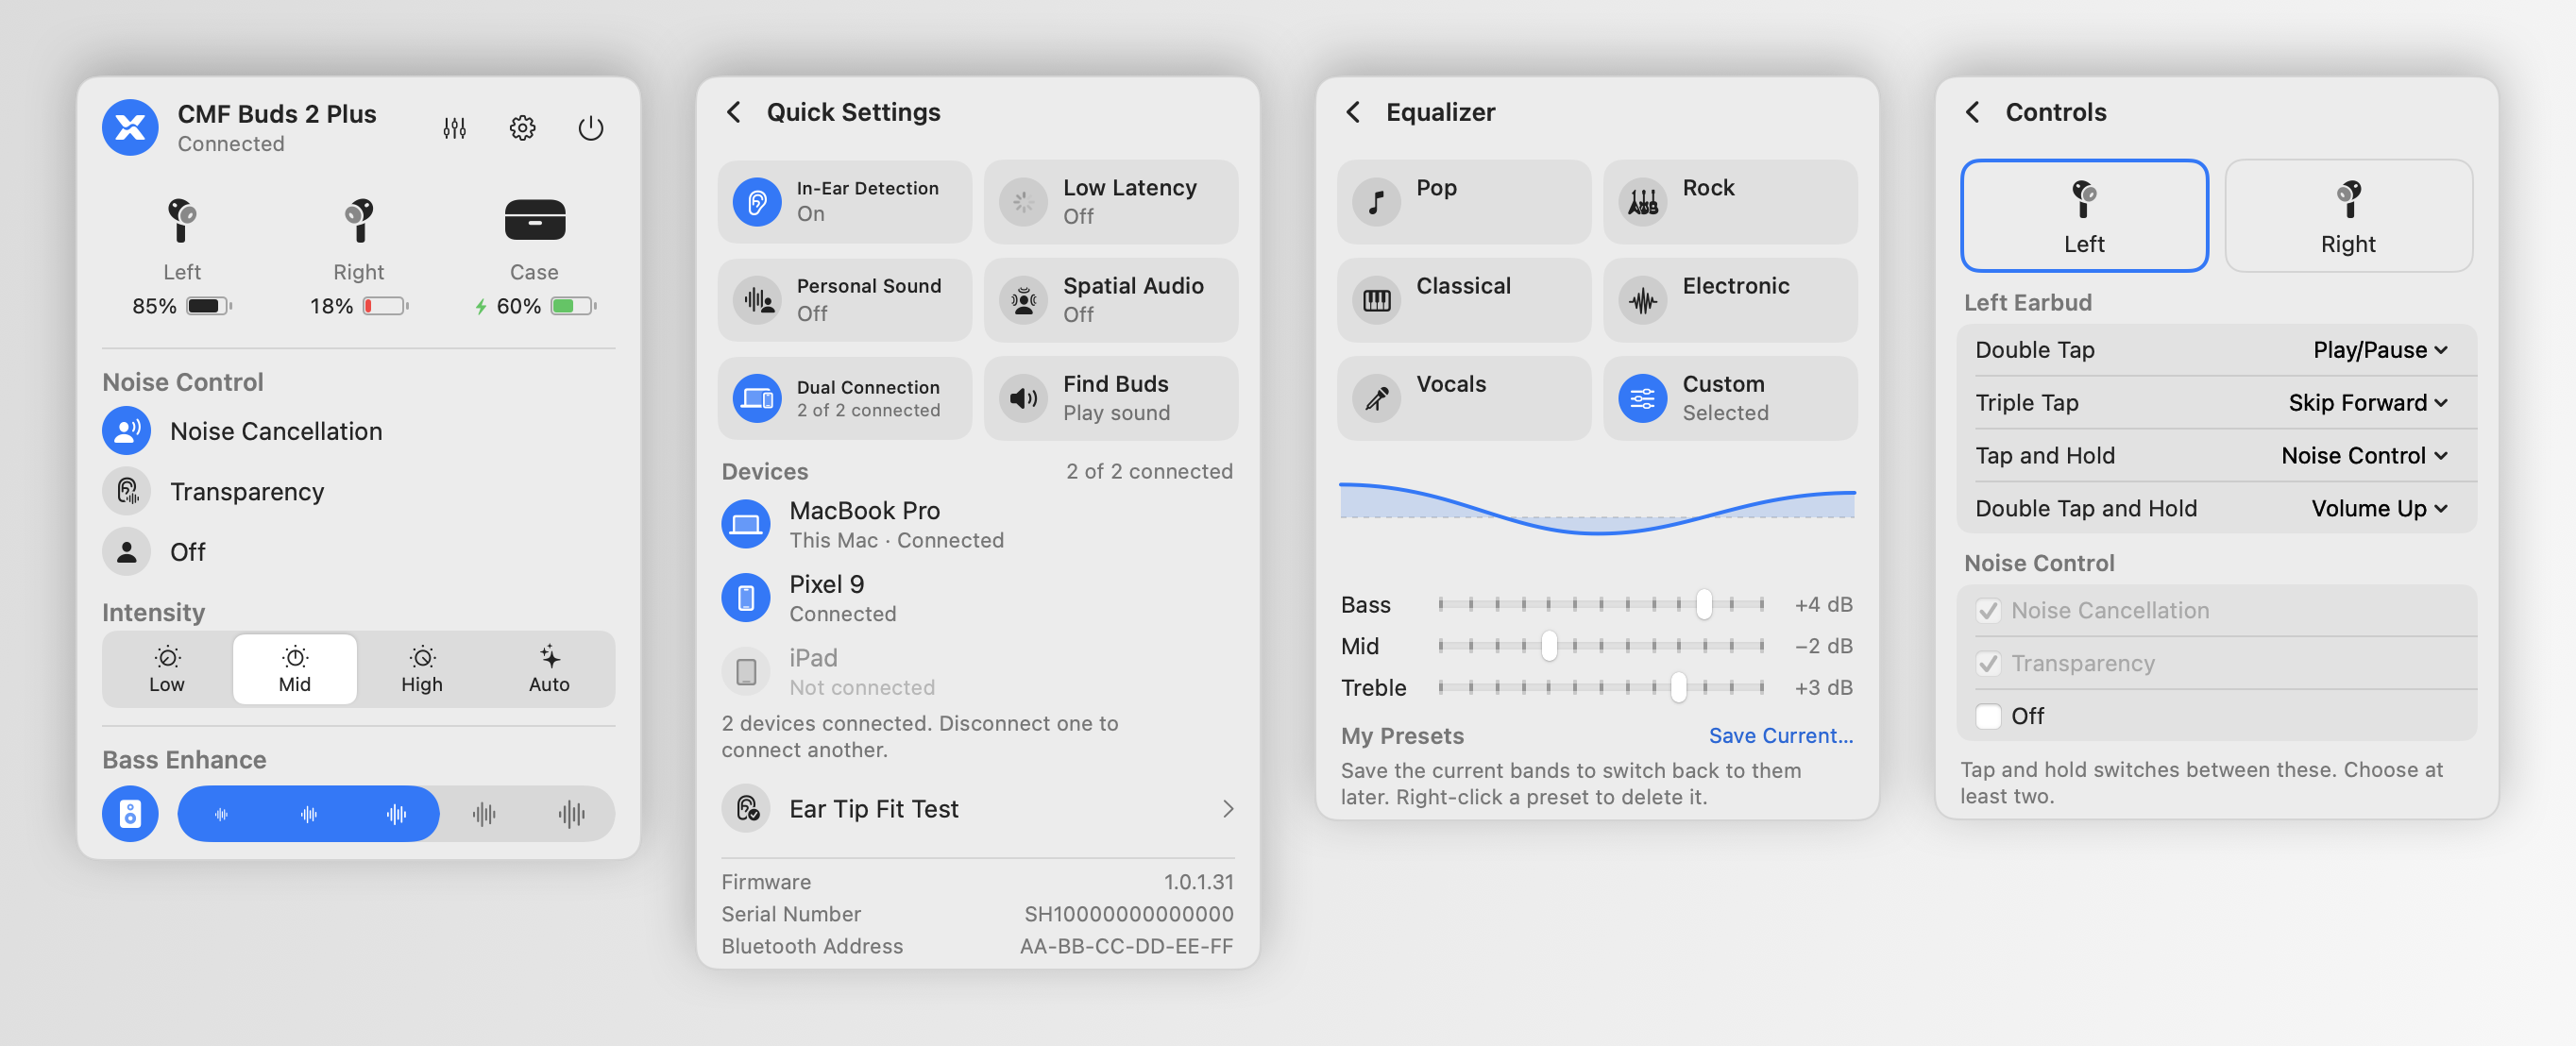 CMF Buds 2 Plus
Connected
Left
Right
Case
85%
18%
60%
Noise Control
Noise Cancellation
Transparency
Off
Intensity
Low
Mid
High
Auto
Bass Enhance
Quick Settings
In-Ear Detection
On
Low Latency
Off
Personal Sound
Off
Spatial Audio
Off
Dual Connection
2 of 2 connected
Find Buds
Play sound
Devices
2 of 2 connected
MacBook Pro
This Mac · Connected
Pixel 9
Connected
iPad
Not connected
2 devices connected. Disconnect one to
connect another.
Ear Tip Fit Test
Firmware
1.0.1.31
Serial Number
SH10000000000000
Bluetooth Address
AA-BB-CC-DD-EE-FF
Equalizer
Pop
Rock
Classical
Electronic
Vocals
Custom
Selected
Bass
+4 dB
Mid
−2 dB
Treble
+3 dB
My Presets
Save Current...
Save the current bands to switch back to them
later. Right-click a preset to delete it.
Controls
Left
Right
Left Earbud
Double Tap
Play/Pause
Triple Tap
Skip Forward
Tap and Hold
Noise Control
Double Tap and Hold
Volume Up
Noise Control
Noise Cancellation
Transparency
Off
Tap and hold switches between these. Choose at
least two.